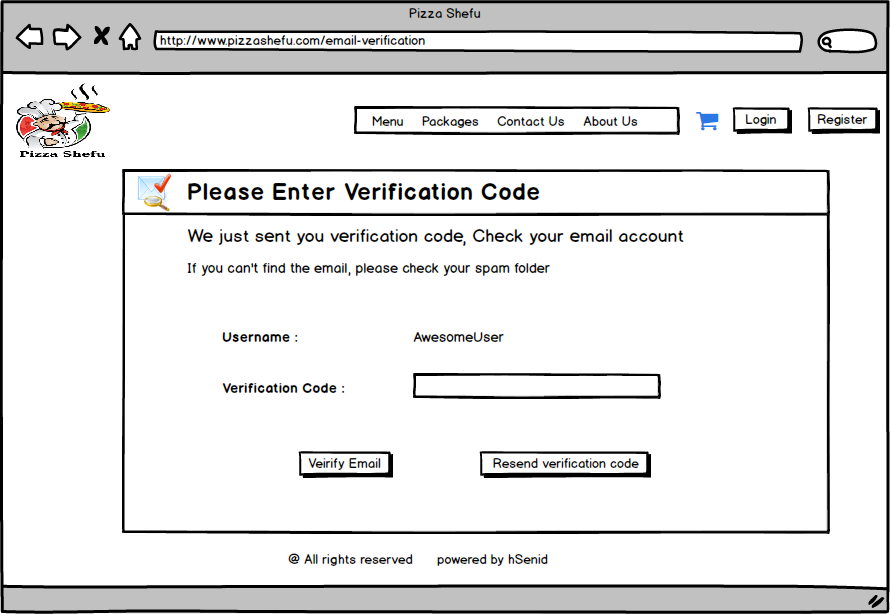 Pizza Shefu
http://www.pizzashefu.com/email-verification
Menu Packages Contact Us About Us Login Register
Pizza Shefu
Please Enter Verification Code
We just sent you verification code, Check your email account
If you can't find the email, please check your spam folder
Username : AwesomeUser
Verification Code :
Veirify Email Resend verification code
@ All rights reserved powered by hSenid